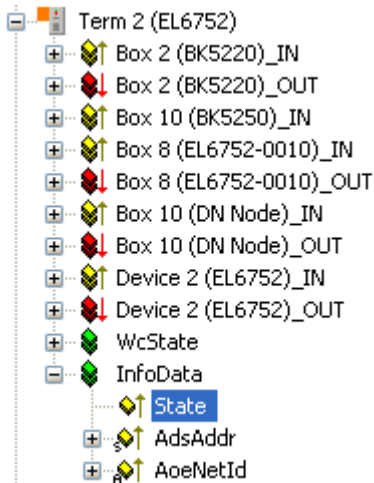 Term 2 (EL6752)
Box 2 (BK5220)_IN
Box 2 (BK5220)_OUT
Box 10 (BK5250)_IN
Box 8 (EL6752-0010)_IN
Box 8 (EL6752-0010)_OUT
Box 10 (DN Node)_IN
Box 10 (DN Node)_OUT
Device 2 (EL6752)_IN
Device 2 (EL6752)_OUT
WcState
InfoData
State
AdsAddr
AoeNetId